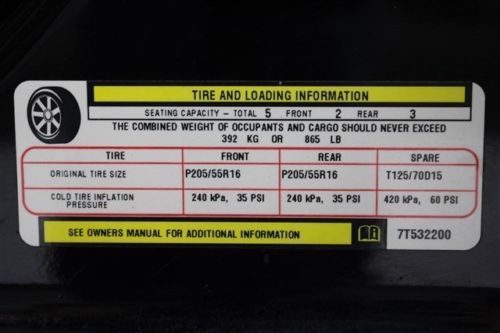 TIRE AND LOADING INFORMATION
SEATING CAPACITY - TOTAL 5 FRONT 2 REAR 3
THE COMBINED WEIGHT OF OCCUPANTS AND CARGO SHOULD NEVER EXCEED
392 KG OR 865 LB
TIRE FRONT REAR SPARE
ORIGINAL TIRE SIZE P205/55R16 P205/55R16 T125/70D15
COLD TIRE INFLATION PRESSURE 240 kPa, 35 PSI 240 kPa, 35 PSI 420 kPa, 60 PSI
SEE OWNERS MANUAL FOR ADDITIONAL INFORMATION 7T532200